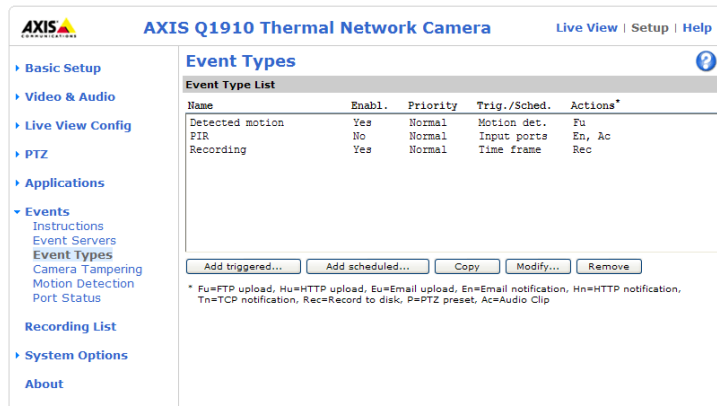 AXIS
COMMUNICATIONS
AXIS Q1910 Thermal Network Camera
Live View | Setup | Help
Basic Setup
Video & Audio
Live View Config
PTZ
Applications
Events
Instructions
Event Servers
Event Types
Camera Tampering
Motion Detection
Port Status
Recording List
System Options
About
Event Types
?
Event Type List
Name Enabl. Priority Trig./Sched. Actions*
Detected motion Yes Normal Motion det. Fu
PIR No Normal Input ports En, Ac
Recording Yes Normal Time frame Rec
Add triggered... Add scheduled... Copy Modify... Remove
* Fu=FTP upload, Hu=HTTP upload, Eu=Email upload, En=Email notification, Hn=HTTP notification,
Tn=TCP notification, Rec=Record to disk, P=PTZ preset, Ac=Audio Clip